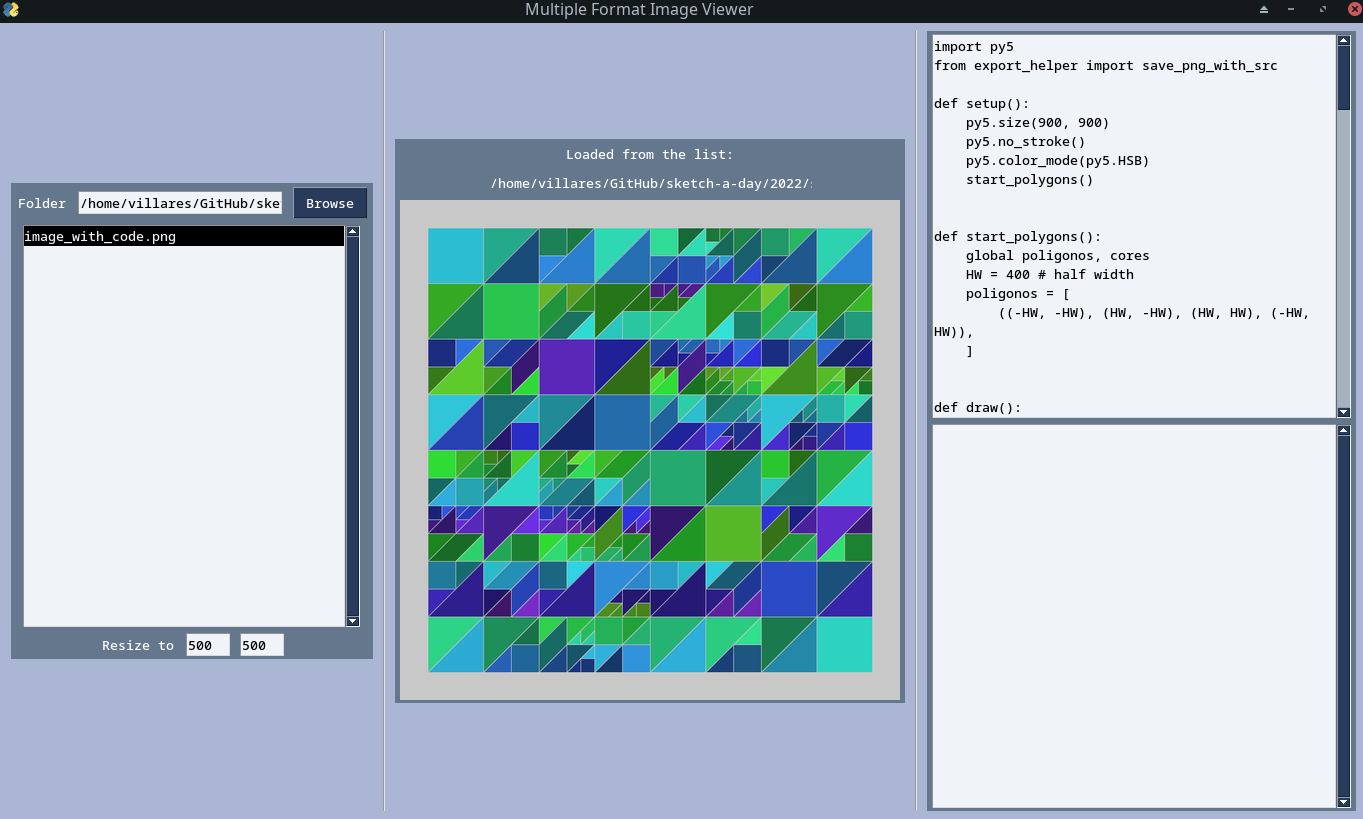 Multiple Format Image Viewer
Folder
/home/villares/GitHub/ske
Browse
image_with_code.png
Resize to
500
500
Loaded from the list:
/home/villares/GitHub/sketch-a-day/2022/
import py5
from export_helper import save_png_with_src
def setup():
py5.size(900, 900)
py5.no_stroke()
py5.color_mode(py5.HSB)
start_polygons()
def start_polygons():
global poligonos, cores
HW = 400 # half width
poligonos = [
((-HW, -HW), (HW, -HW), (HW, HW), (-HW,
HW)),
]
def draw():